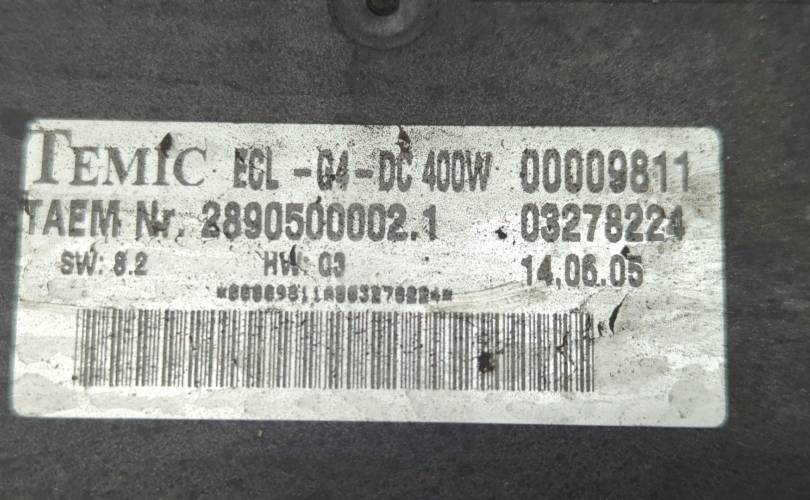 TEMIC ECL -G4-DC 400W 00009811
TAEM Nr. 2890500002.1 03278224
SW: 8.2 HW: G3 14.06.05